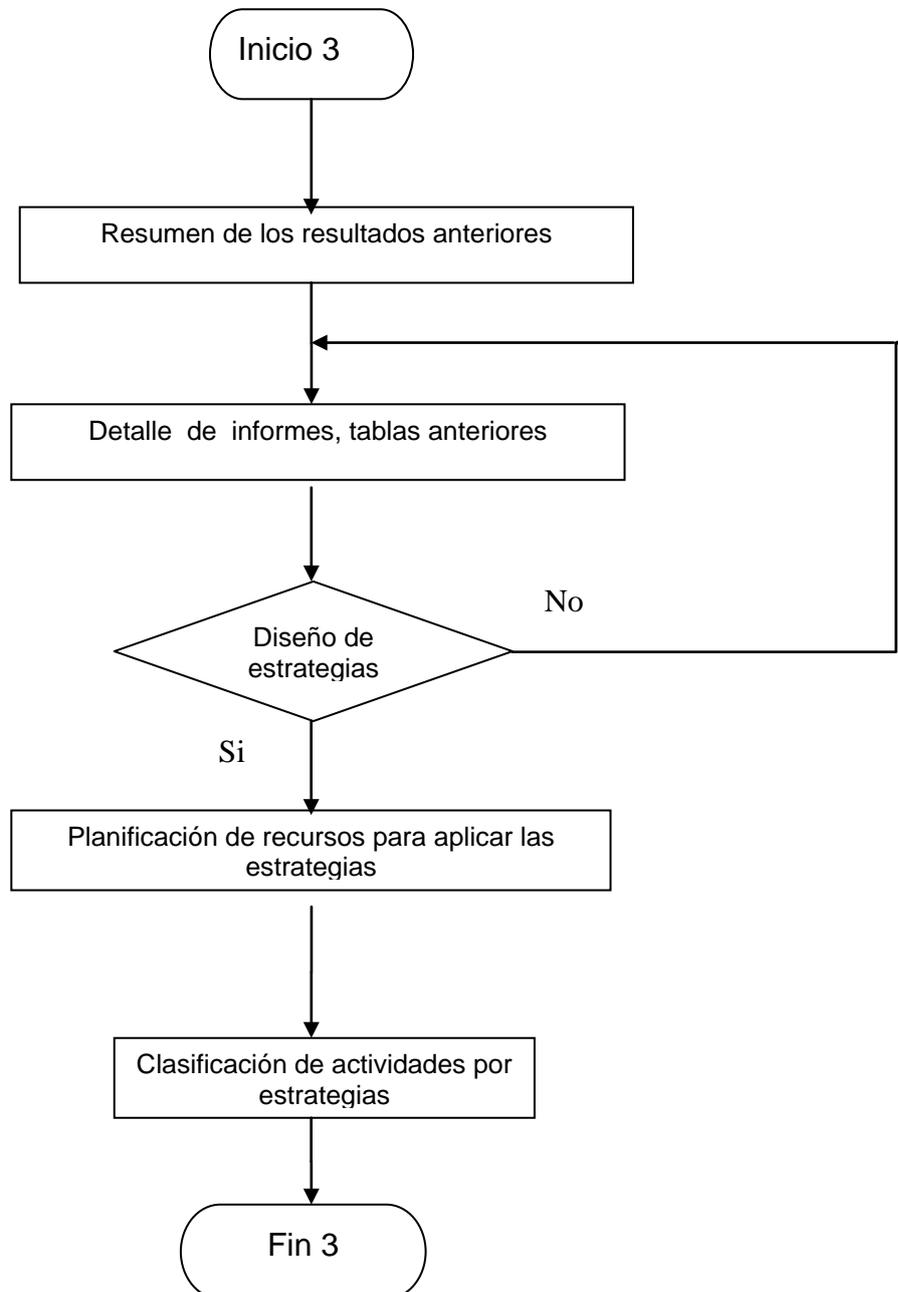 Inicio 3
Resumen de los resultados anteriores
Detalle de informes, tablas anteriores
Diseño de
estrategias
No
Si
Planificación de recursos para aplicar las
estrategias
Clasificación de actividades por
estrategias
Fin 3